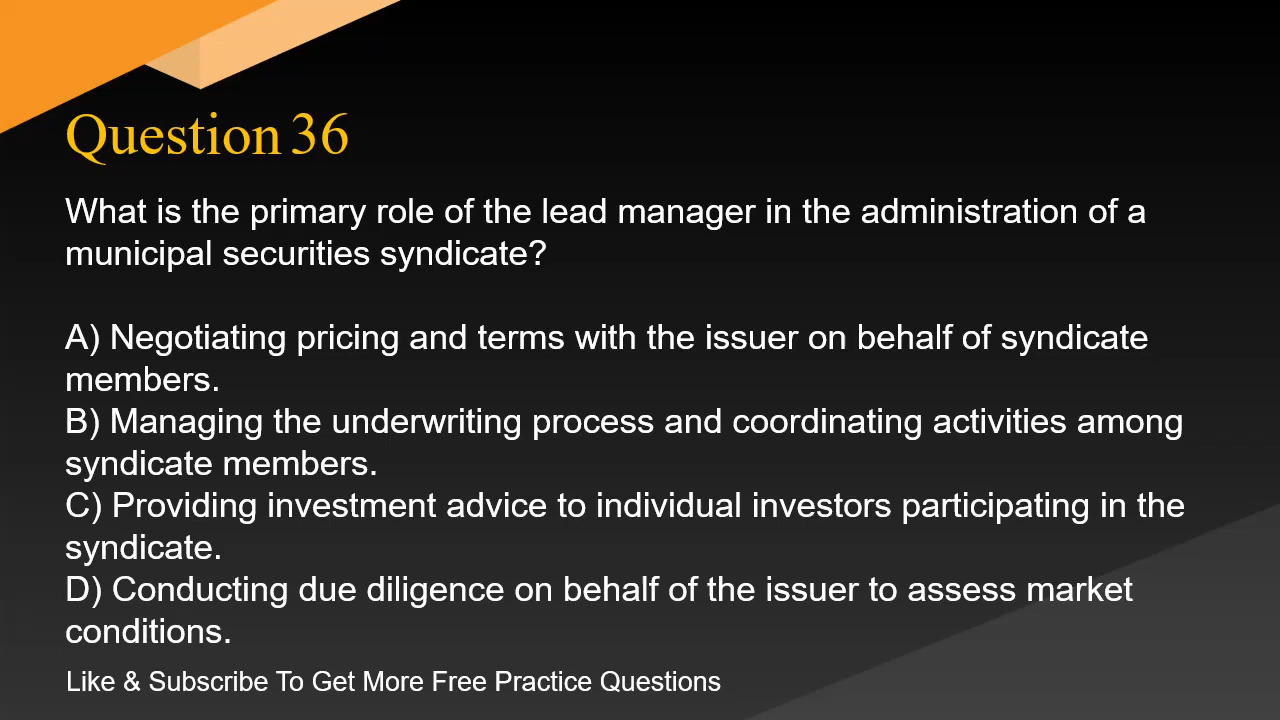 Question 36
What is the primary role of the lead manager in the administration of a
municipal securities syndicate?
A) Negotiating pricing and terms with the issuer on behalf of syndicate
members.
B) Managing the underwriting process and coordinating activities among
syndicate members.
C) Providing investment advice to individual investors participating in the
syndicate.
D) Conducting due diligence on behalf of the issuer to assess market
conditions.
Like & Subscribe To Get More Free Practice Questions